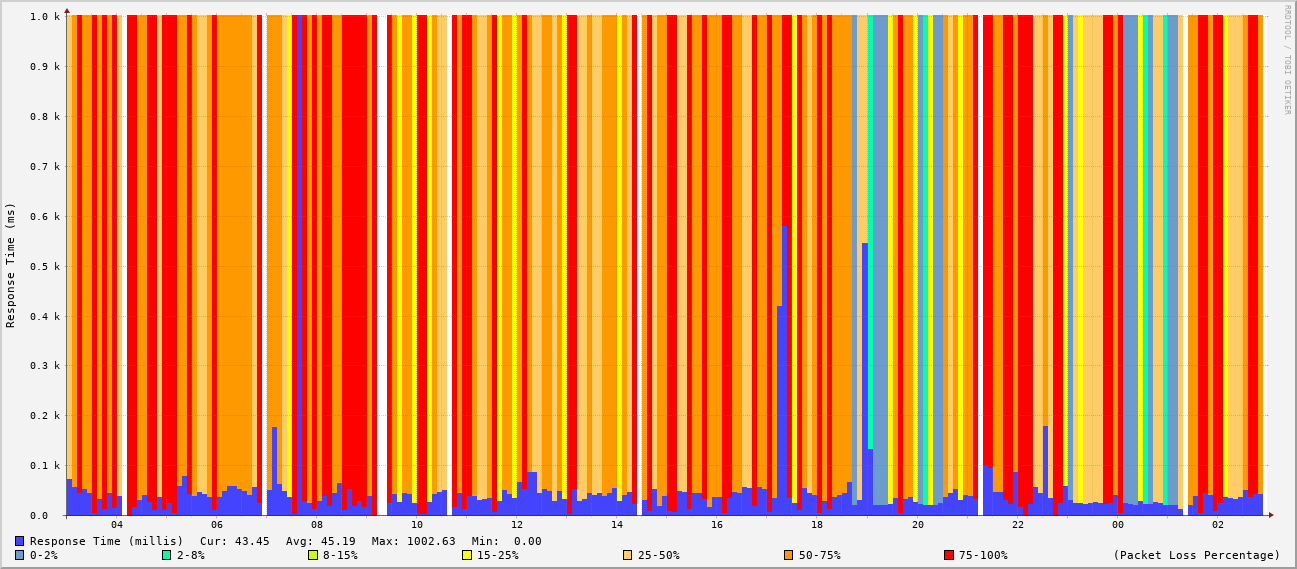 1.0 k
0.9 k
0.8 k
0.7 k
0.6 k
0.5 k
0.4 k
0.3 k
0.2 k
0.1 k
0.0
Response Time (ms)
RRDTOOL / TOBI OETIKER
04 06 08 10 12 14 16 18 20 22 00 02
Response Time (millis) Cur: 43.45 Avg: 45.19 Max: 1002.63 Min: 0.00
0-2% 2-8% 8-15% 15-25% 25-50% 50-75% 75-100% (Packet Loss Percentage)